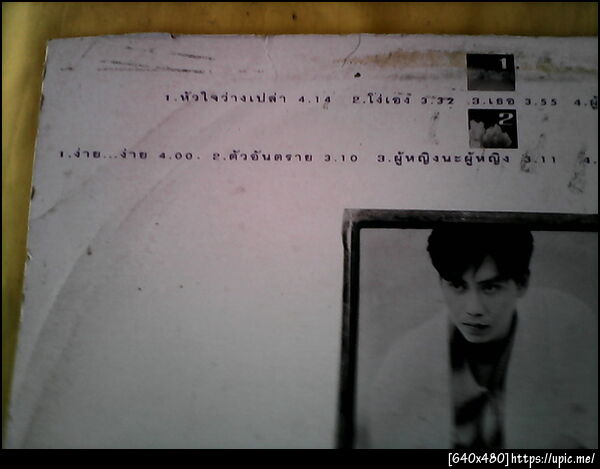 1
1.หัวใจว่างเปล่า 4.14 2.โง่เอง 3.32 3.เธอ 3.55 4.ผู้
2
1.ง่าย...ง่าย 4.00. 2.ตัวอันตราย 3.10 3.ผู้หญิงนะผู้หญิง 3.11 4.
[640x480]https://upic.me/